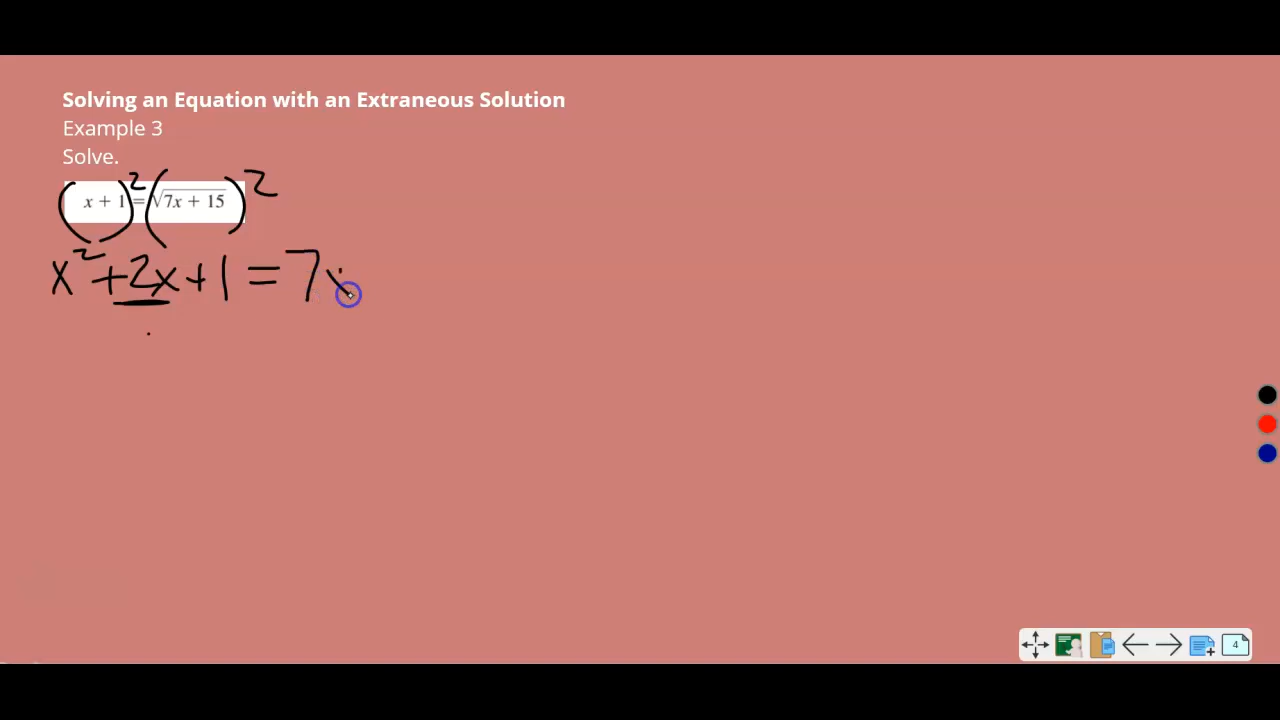 Solving an Equation with an Extraneous Solution
Example 3
Solve.
(x + 1)² = (√7x + 15)²
x² + 2x + 1 = 7x
4